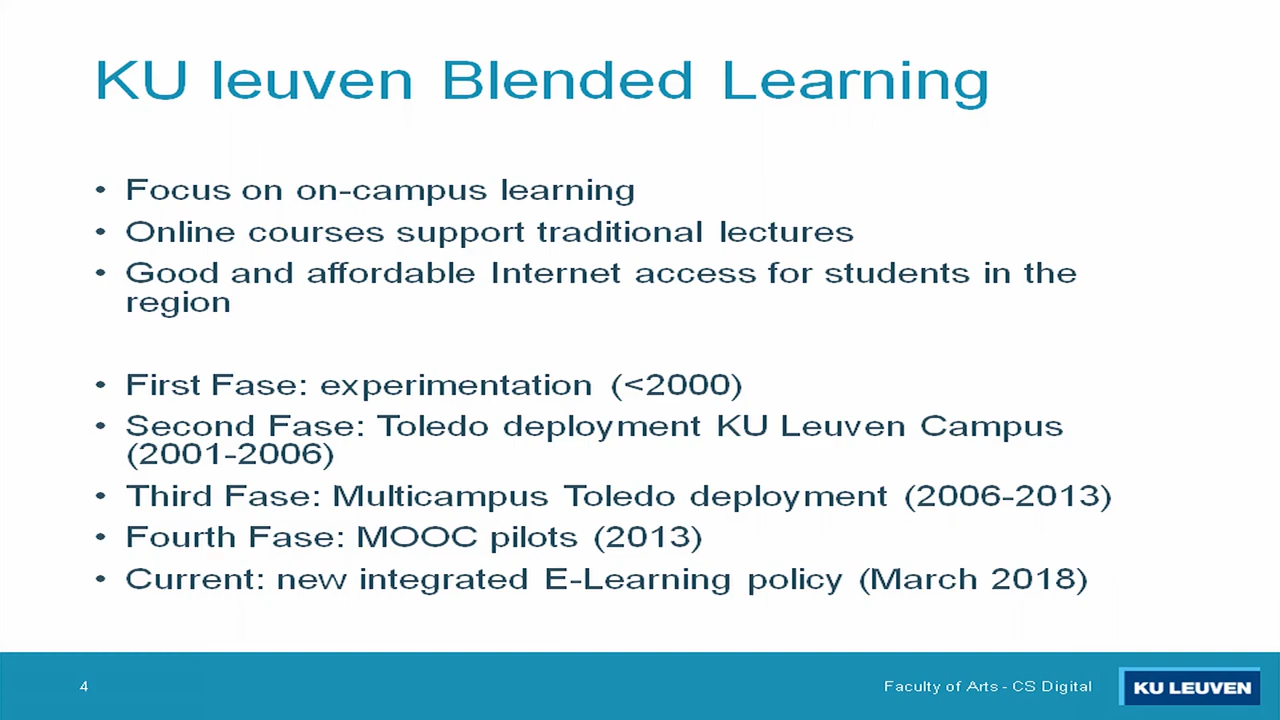 KU leuven Blended Learning
• Focus on on-campus learning
• Online courses support traditional lectures
• Good and affordable Internet access for students in the
region
• First Fase: experimentation (<2000)
• Second Fase: Toledo deployment KU Leuven Campus
(2001-2006)
• Third Fase: Multicampus Toledo deployment (2006-2013)
• Fourth Fase: MOOC pilots (2013)
• Current: new integrated E-Learning policy (March 2018)
4
Faculty of Arts - CS Digital
KU LEUVEN